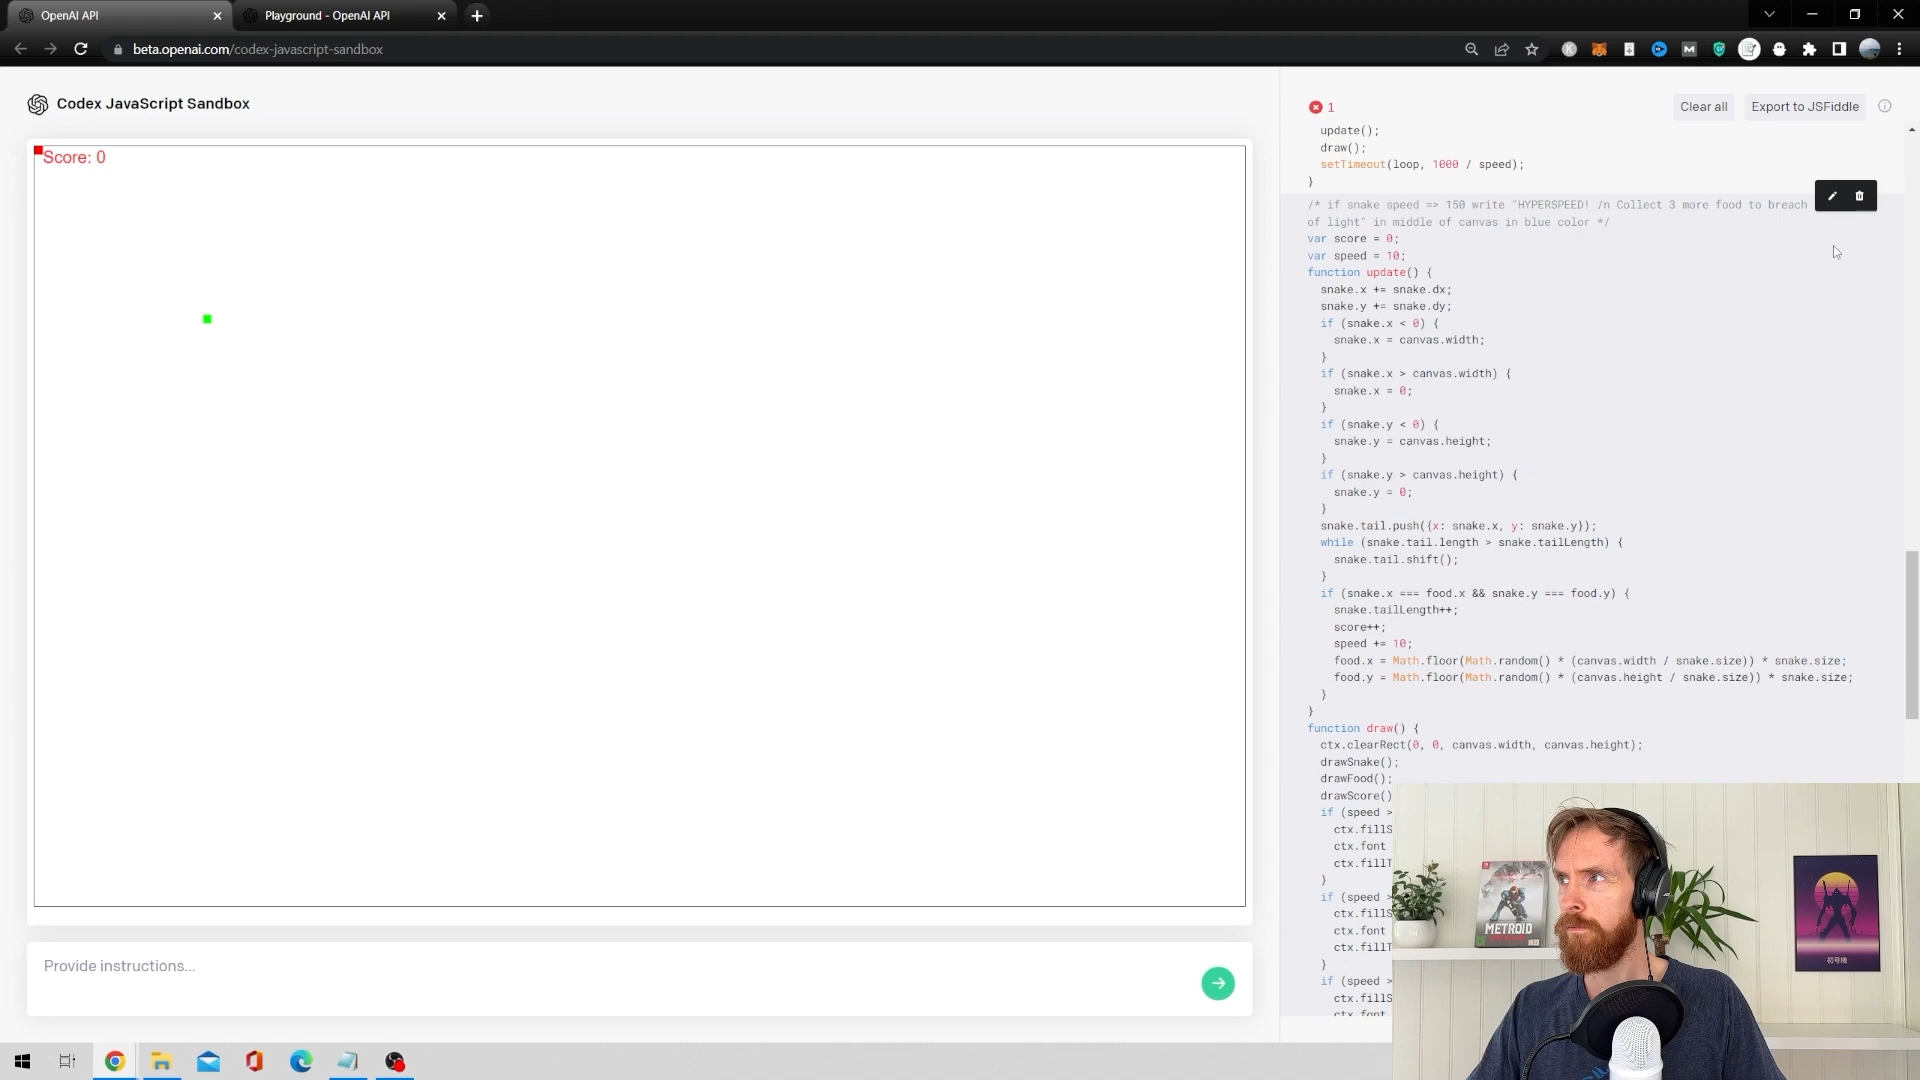 OpenAI API
Playground - OpenAI API
beta.openai.com/codex-javascript-sandbox
Codex JavaScript Sandbox
Score: 0
Provide instructions...
1
Clear all
Export to JSFiddle
update();
draw();
setTimeout(loop, 1000 / speed);
}
/* if snake speed => 150 write "HYPERSPEED! /n Collect 3 more food to breach
of light" in middle of canvas in blue color */
var score = 0;
var speed = 10;
function update() {
snake.x += snake.dx;
snake.y += snake.dy;
if (snake.x < 0) {
snake.x = canvas.width;
}
if (snake.x > canvas.width) {
snake.x = 0;
}
if (snake.y < 0) {
snake.y = canvas.height;
}
if (snake.y > canvas.height) {
snake.y = 0;
}
snake.tail.push({x: snake.x, y: snake.y});
while (snake.tail.length > snake.tailLength) {
snake.tail.shift();
}
if (snake.x === food.x && snake.y === food.y) {
snake.tailLength++;
score++;
speed += 10;
food.x = Math.floor(Math.random() * (canvas.width / snake.size)) * snake.size;
food.y = Math.floor(Math.random() * (canvas.height / snake.size)) * snake.size;
}
}
function draw() {
ctx.clearRect(0, 0, canvas.width, canvas.height);
drawSnake();
drawFood();
drawScore()
if (speed >
ctx.fillS
ctx.font
ctx.fillT
}
if (speed >
ctx.fillS
ctx.font
ctx.fillT
}
if (speed >
ctx.fillS
ctx.font
METROID
初号機